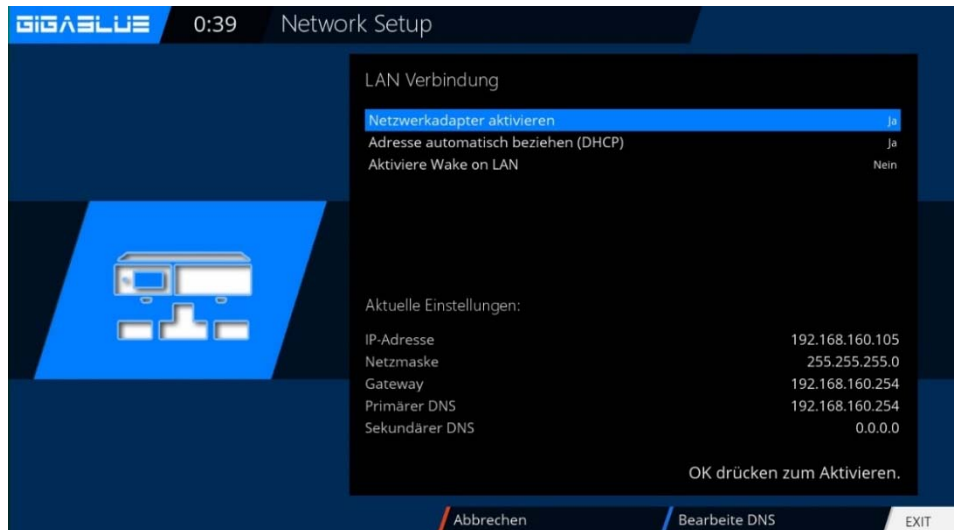 GIGABLUE 0:39 Network Setup
LAN Verbindung
Netzwerkadapter aktivieren Ja
Adresse automatisch beziehen (DHCP) Ja
Aktiviere Wake on LAN Nein
Aktuelle Einstellungen:
IP-Adresse 192.168.160.105
Netzmaske 255.255.255.0
Gateway 192.168.160.254
Primärer DNS 192.168.160.254
Sekundärer DNS 0.0.0.0
OK drücken zum Aktivieren.
Abbrechen Bearbeite DNS EXIT